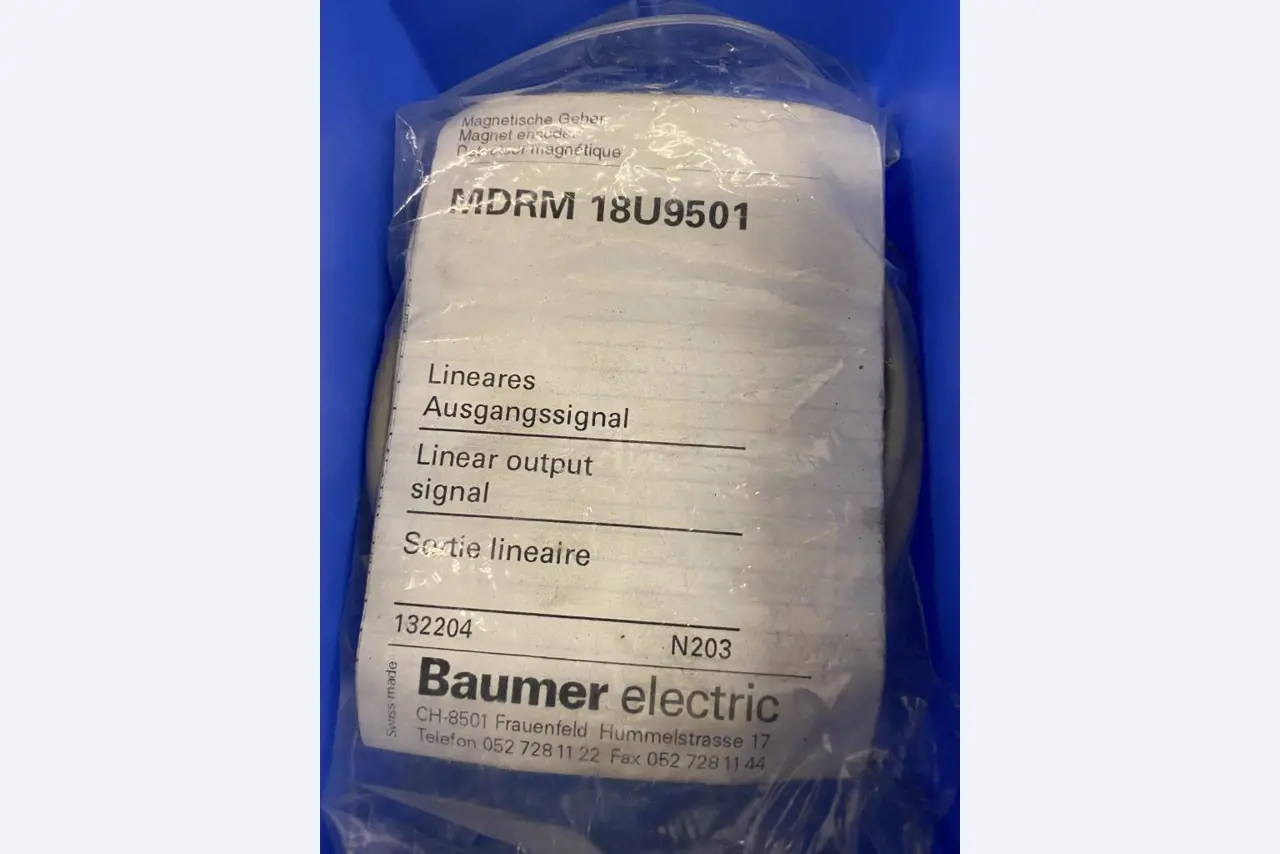 Magnetische Geber
Magnet encoder
Détecteur magnétique
MDRM 18U9501
Lineares
Ausgangssignal
Linear output
signal
Sortie lineaire
132204 N203
Swiss made
Baumer electric
CH-8501 Frauenfeld Hummelstrasse 17
Telefon 052 728 11 22 Fax 052 728 11 44